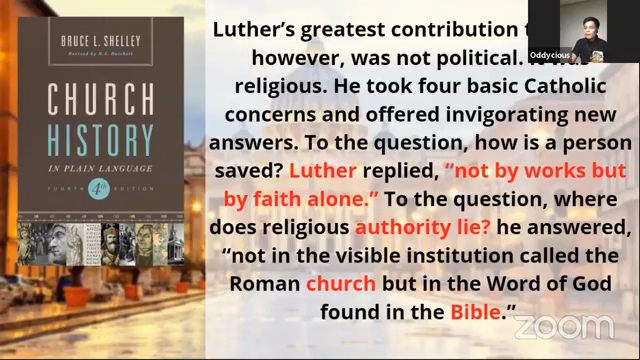 BRUCE L. SHELLEY
CHURCH
HISTORY
IN PLAIN LANGUAGE
FOURTH 4th EDITION
Luther's greatest contribution
however, was not political.
religious. He took four basic Catholic
concerns and offered invigorating new
answers. To the question, how is a person
saved? Luther replied, "not by works but
by faith alone." To the question, where
does religious authority lie? he answered,
"not in the visible institution called the
Roman church but in the Word of God
found in the Bible."
Oddycious
zoom